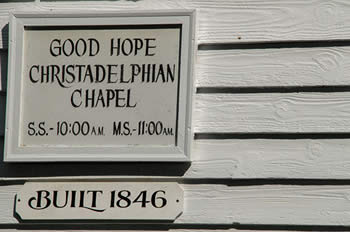 GOOD HOPE
CHRISTADELPHIAN
CHAPEL
S.S.-10:00 A.M. M.S.-11:00 A.M.
·BUILT 1846·